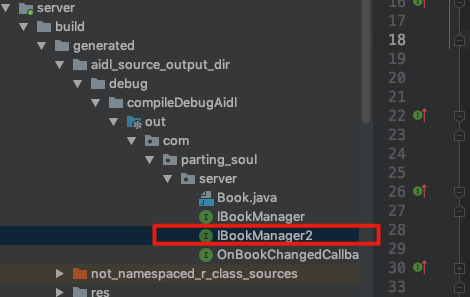 server
build
generated
aidl_source_output_dir
debug
compileDebugAidl
out
com
parting_soul
server
Book.java
IBookManager
IBookManager2
OnBookChangedCallba
not_namespaced_r_class_sources
res
16
17
18
19
20
21
22
23
24
25
26
27
28
29
30
33